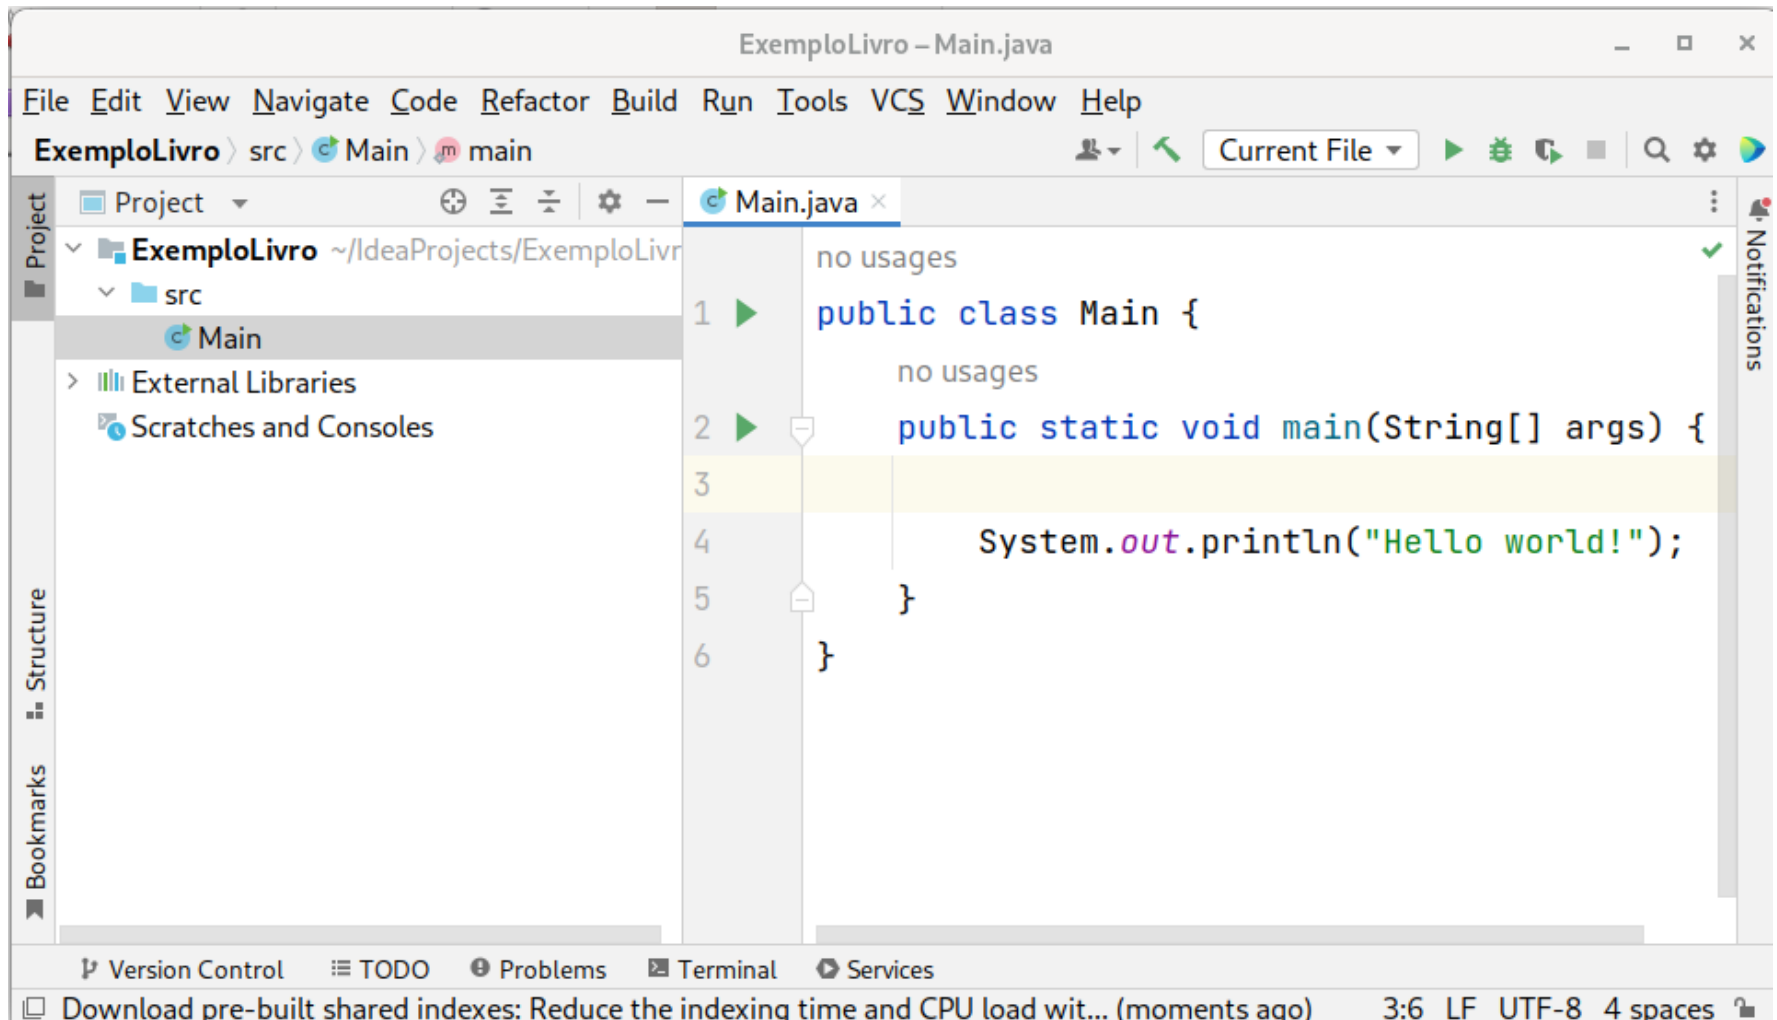 ExemploLivro – Main.java
File Edit View Navigate Code Refactor Build Run Tools VCS Window Help
ExemploLivro src Main main
Current File
Project
Project
ExemploLivro ~/IdeaProjects/ExemploLivr
src
Main
External Libraries
Scratches and Consoles
Structure
Bookmarks
Main.java
no usages
1 public class Main {
no usages
2 public static void main(String[] args) {
3
4 System.out.println("Hello world!");
5 }
6 }
Notifications
Version Control TODO Problems Terminal Services
Download pre-built shared indexes: Reduce the indexing time and CPU load wit... (moments ago) 3:6 LF UTF-8 4 spaces